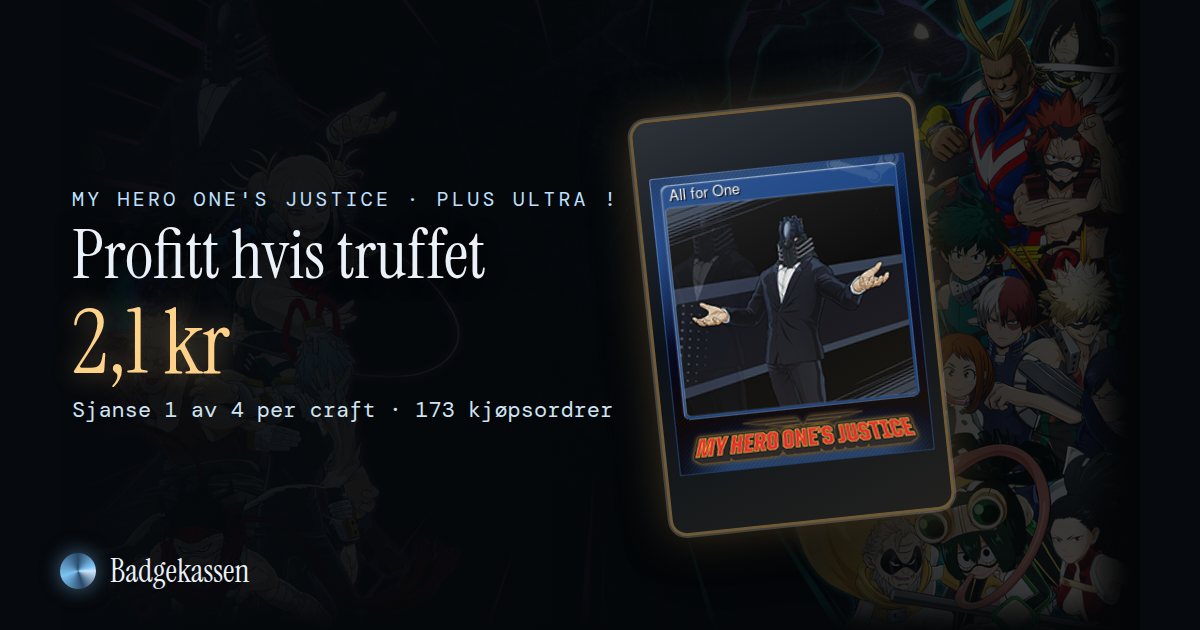 MY HERO ONE'S JUSTICE · PLUS ULTRA !
Profitt hvis truffet
2,1 kr
Sjanse 1 av 4 per craft · 173 kjøpsordrer
All for One
MY HERO ONE'S JUSTICE
Badgekassen